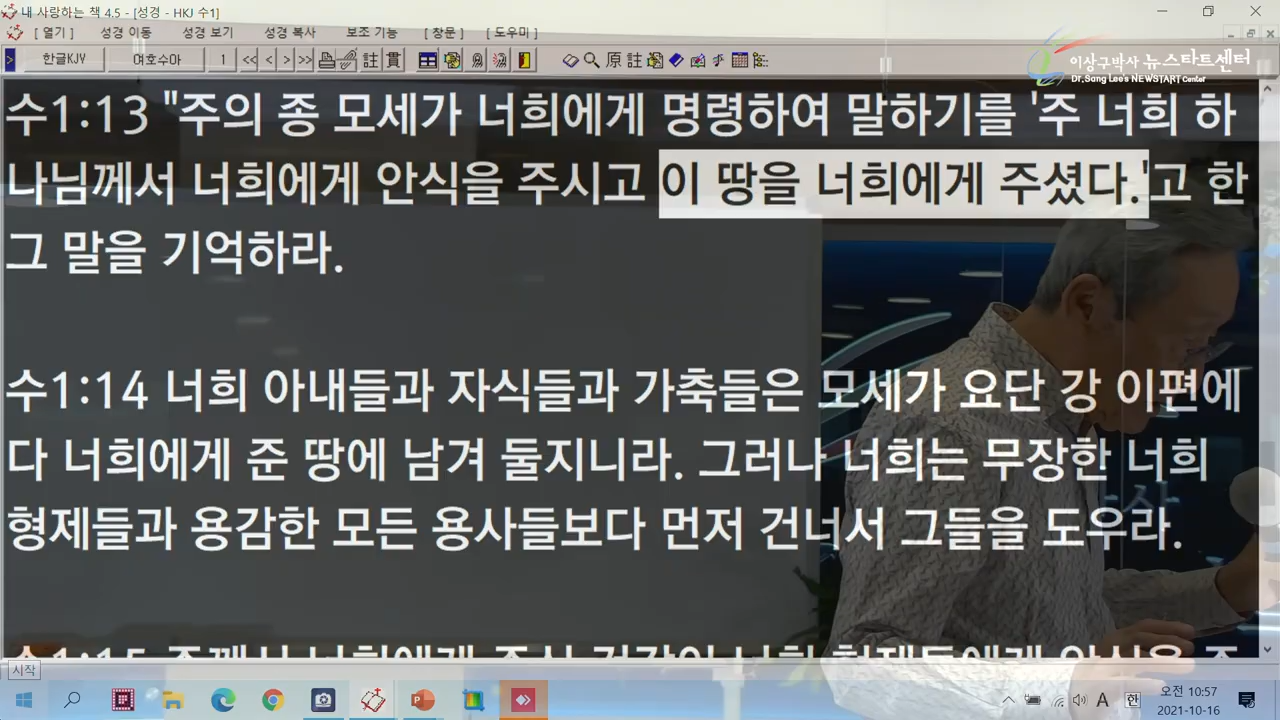 내 사랑하는 책 4.5 - [성경 - HKJ 수1]
[ 열기 ] 성경 이동 성경 보기 성경 복사 보조 기능 [ 창문 ] [ 도우미 ]
한글KJV 여호수아 1 << < > >> 註 貫 原 註
이상구박사 뉴스타트센터
Dr.Sang Lee's NEWSTART Center
수1:13 "주의 종 모세가 너희에게 명령하여 말하기를 '주 너희 하
나님께서 너희에게 안식을 주시고 이 땅을 너희에게 주셨다.'고 한
그 말을 기억하라.
수1:14 너희 아내들과 자식들과 가축들은 모세가 요단 강 이편에
다 너희에게 준 땅에 남겨 둘지니라. 그러나 너희는 무장한 너희
형제들과 용감한 모든 용사들보다 먼저 건너서 그들을 도우라.
시작
A 한 오전 10:57
2021-10-16